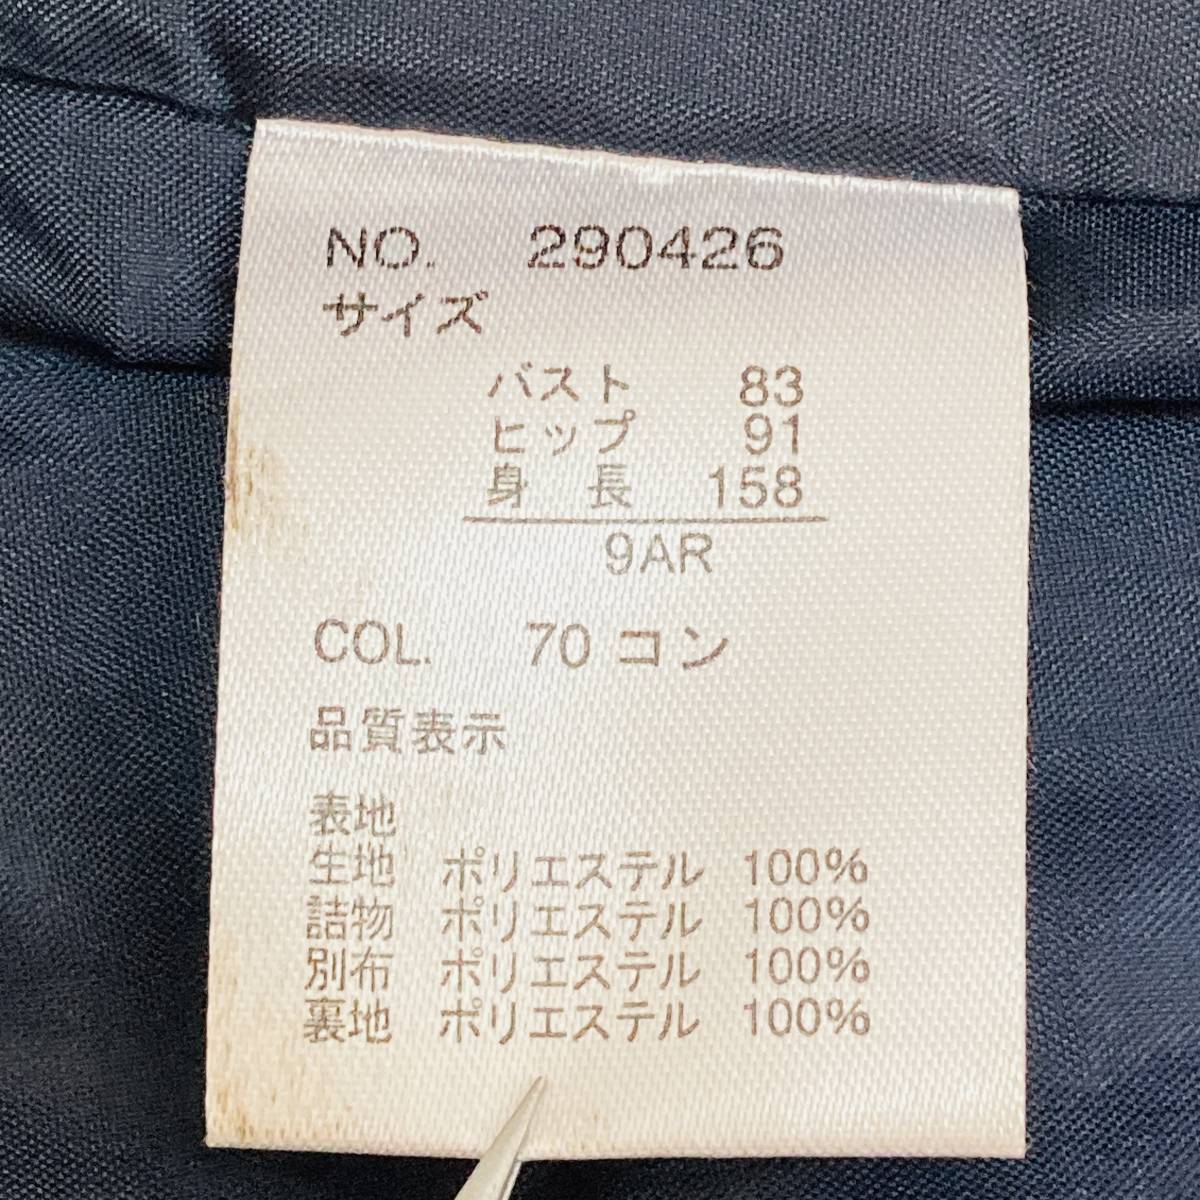 NO. 290426
サイズ
バスト 83
ヒップ 91
身 長 158
9AR
COL. 70 コン
品質表示
表地
生地 ポリエステル 100%
詰物 ポリエステル 100%
別布 ポリエステル 100%
裏地 ポリエステル 100%